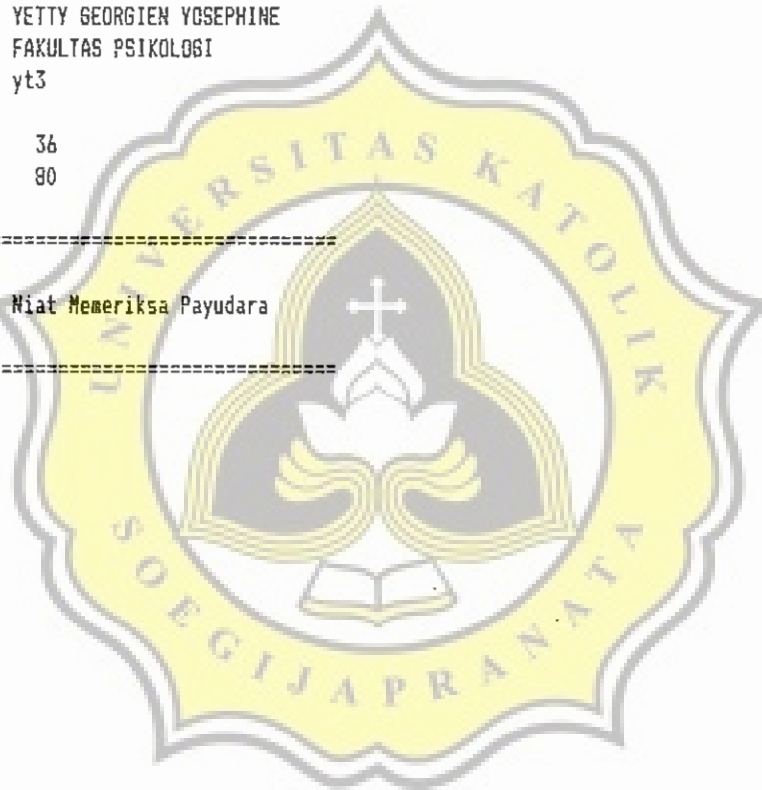 YETTY GEORGIEN YOSEPHINE
FAKULTAS PSIKOLOGI
yt3
36
80
===================================
Niat Memeriksa Payudara
===================================
UNIVERSITAS KATOLIK
SOEGIJAPRANATA